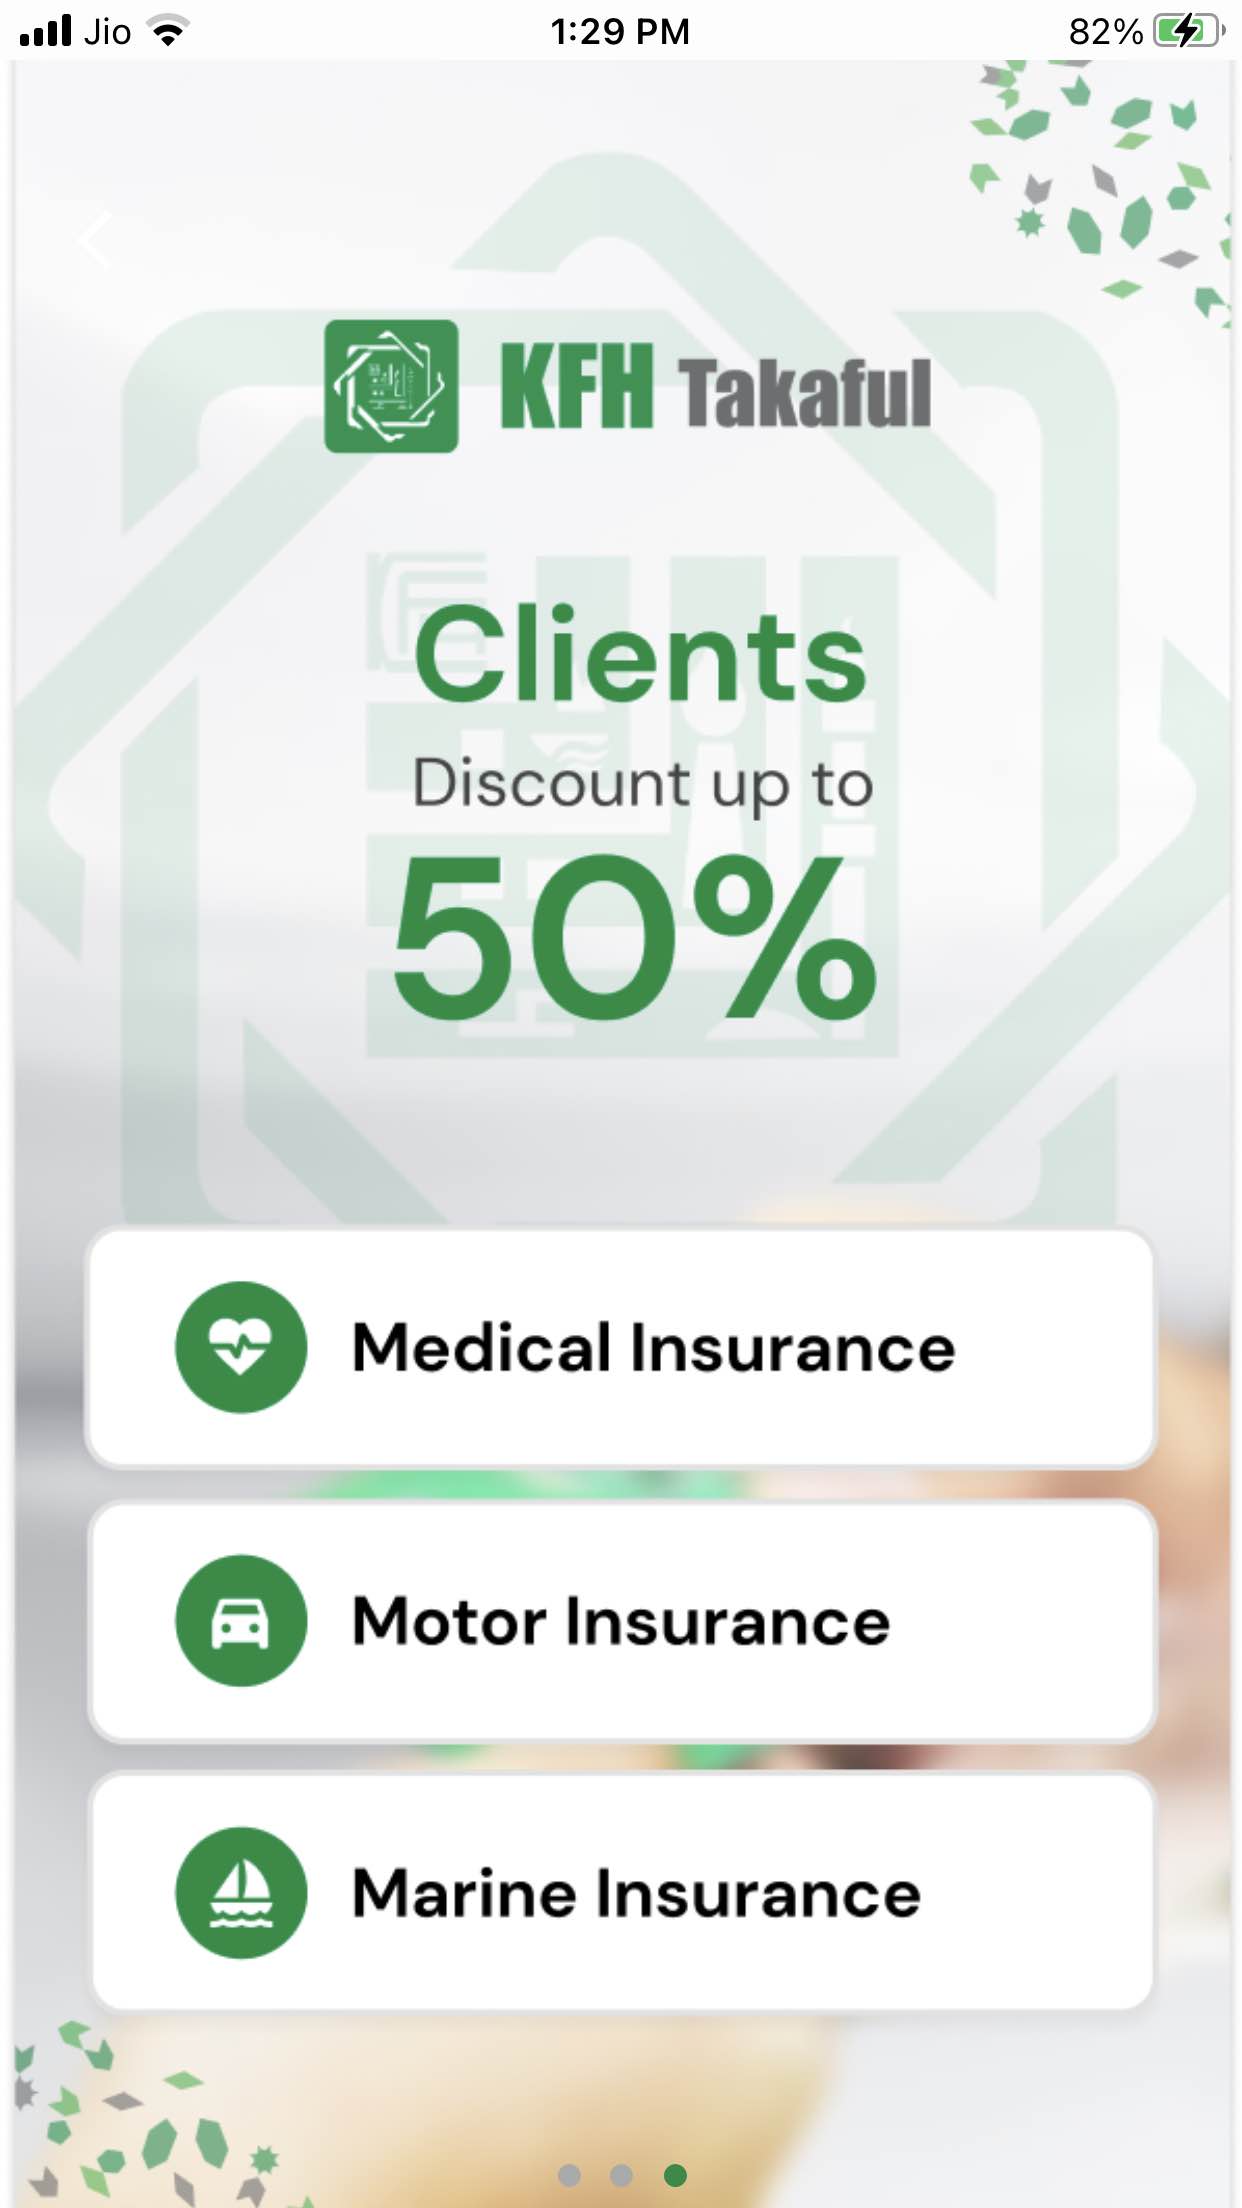 Jio 1:29 PM 82%
KFH Takaful
Clients
Discount up to
50%
Medical Insurance
Motor Insurance
Marine Insurance